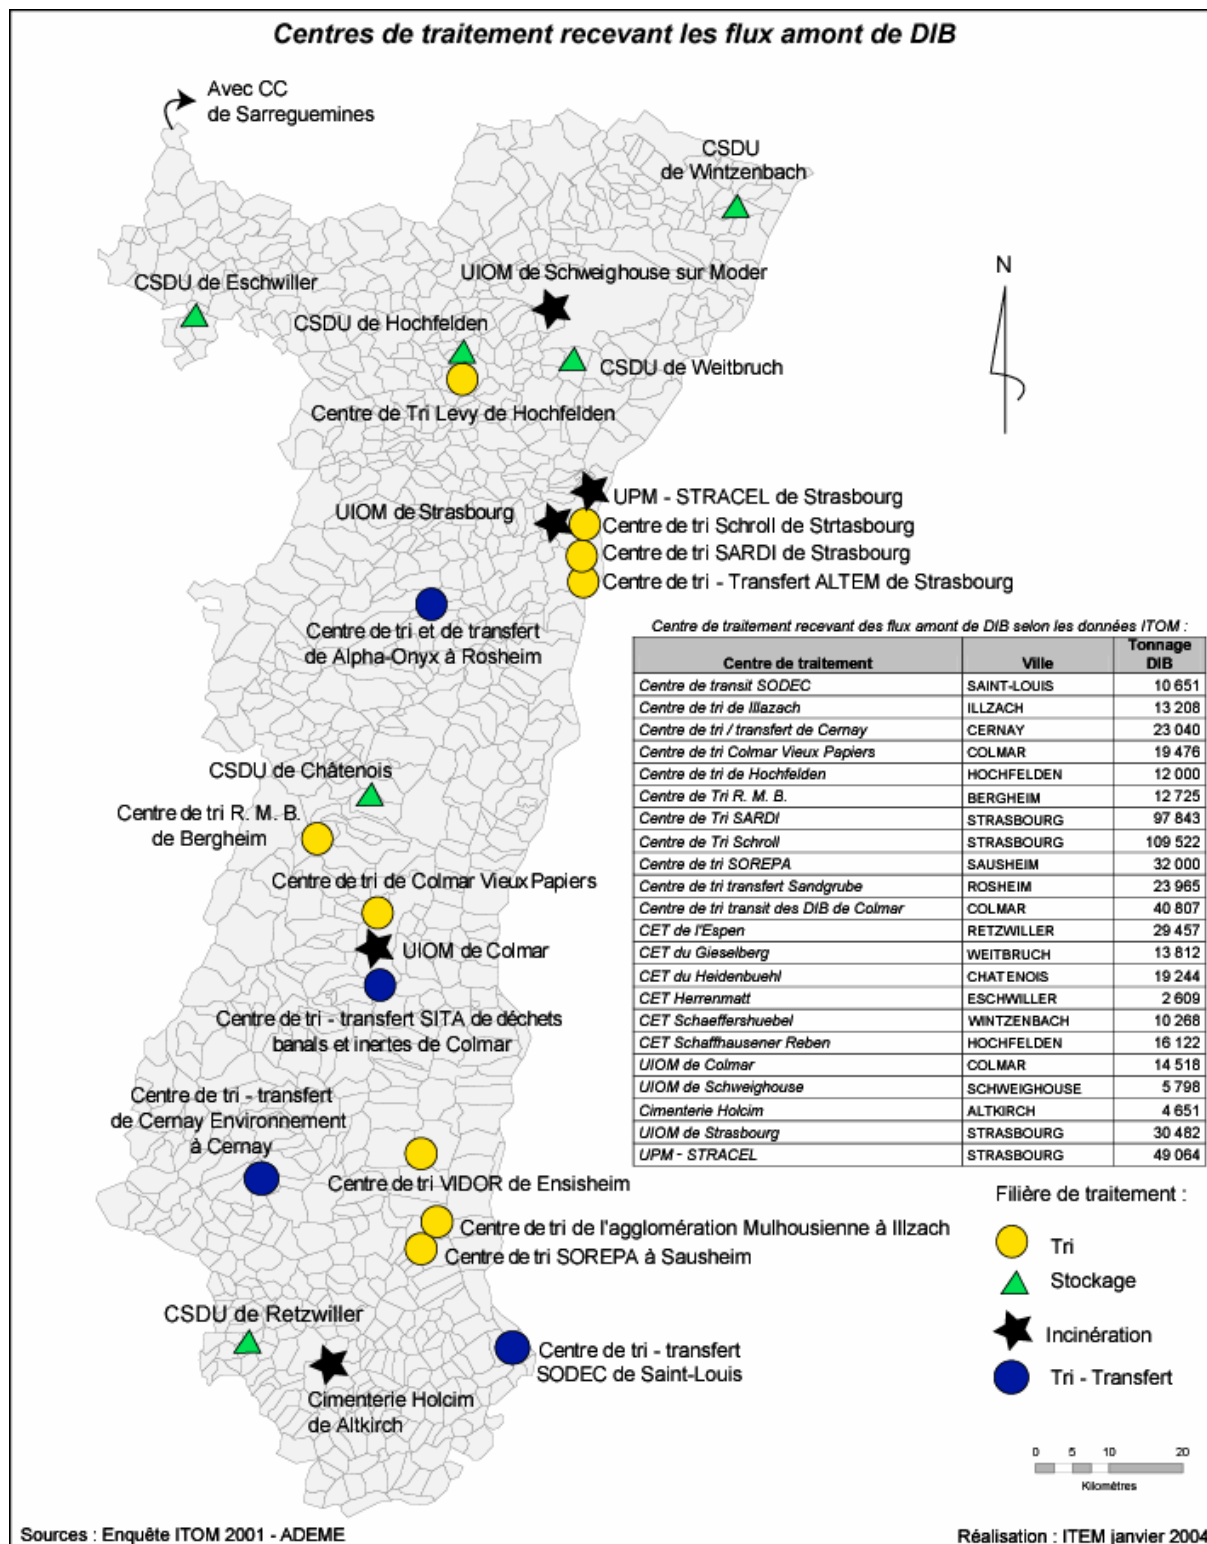 Centres de traitement recevant les flux amont de DIB
Avec CC
de Sarreguemines
CSDU
de Wintzenbach
UIOM de Schweighouse sur Moder
CSDU de Eschwiller
CSDU de Hochfelden
CSDU de Weitbruch
Centre de Tri Levy de Hochfelden
N
UPM - STRACEL de Strasbourg
UIOM de Strasbourg
Centre de tri Schroll de Strtasbourg
Centre de tri SARDI de Strasbourg
Centre de tri - Transfert ALTEM de Strasbourg
Centre de tri et de transfert
de Alpha-Onyx à Rosheim
CSDU de Châtenois
Centre de tri R. M. B.
de Bergheim
Centre de tri de Colmar Vieux Papiers
UIOM de Colmar
Centre de tri - transfert SITA de déchets
banals et inertes de Colmar
Centre de tri - transfert
de Cernay Environnement
à Cernay
Centre de tri VIDOR de Ensisheim
Centre de tri de l'agglomération Mulhousienne à Illzach
Centre de tri SOREPA à Sausheim
CSDU de Retzwiller
Centre de tri - transfert
SODEC de Saint-Louis
Cimenterie Holcim
de Altkirch
Centre de traitement recevant des flux amont de DIB selon les données ITOM :
Centre de traitement Ville Tonnage DIB
Centre de transit SODEC SAINT-LOUIS 10 651
Centre de tri de Illazach ILLZACH 13 208
Centre de tri / transfert de Cernay CERNAY 23 040
Centre de tri Colmar Vieux Papiers COLMAR 19 476
Centre de tri de Hochfelden HOCHFELDEN 12 000
Centre de Tri R. M. B. BERGHEIM 12 725
Centre de Tri SARDI STRASBOURG 97 843
Centre de Tri Schroll STRASBOURG 109 522
Centre de tri SOREPA SAUSHEIM 32 000
Centre de tri transfert Sandgrube ROSHEIM 23 965
Centre de tri transit des DIB de Colmar COLMAR 40 807
CET de l'Espen RETZWILLER 29 457
CET du Gieselberg WEITBRUCH 13 812
CET du Heidenbuehl CHATENOIS 19 244
CET Herrenmatt ESCHWILLER 2 609
CET Schaeffershuebel WINTZENBACH 10 268
CET Schaffhausener Reben HOCHFELDEN 16 122
UIOM de Colmar COLMAR 14 518
UIOM de Schweighouse SCHWEIGHOUSE 5 798
Cimenterie Holcim ALTKIRCH 4 651
UIOM de Strasbourg STRASBOURG 30 482
UPM - STRACEL STRASBOURG 49 064
Filière de traitement :
Tri
Stockage
Incinération
Tri - Transfert
0 5 10 20
Kilomètres
Sources : Enquête ITOM 2001 - ADEME
Réalisation : ITEM janvier 2004